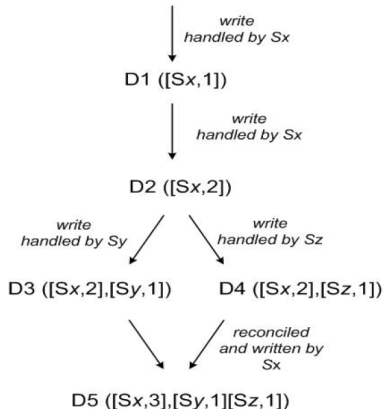 write
handled by Sx
D1 ([Sx,1])
write
handled by Sx
D2 ([Sx,2])
write
handled by Sy
write
handled by Sz
D3 ([Sx,2],[Sy,1])
D4 ([Sx,2],[Sz,1])
reconciled
and written by
Sx
D5 ([Sx,3],[Sy,1][Sz,1])